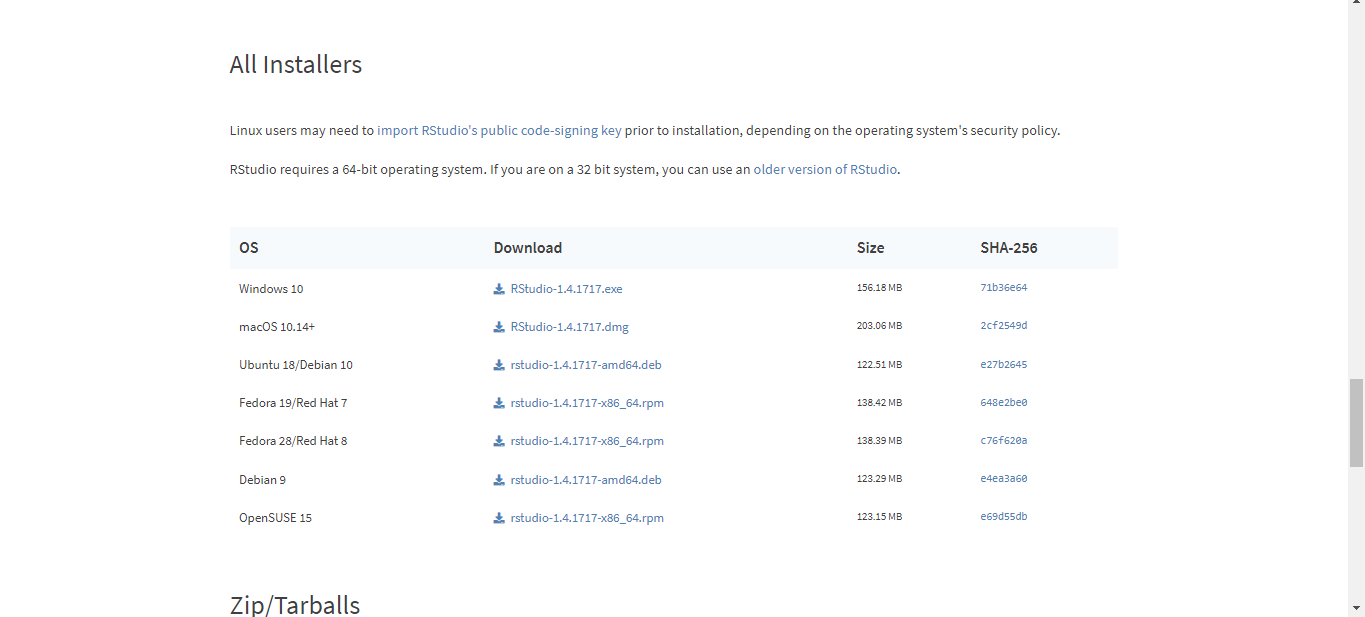 All Installers
Linux users may need to import RStudio's public code-signing key prior to installation, depending on the operating system's security policy.
RStudio requires a 64-bit operating system. If you are on a 32 bit system, you can use an older version of RStudio.
OS Download Size SHA-256
Windows 10 RStudio-1.4.1717.exe 156.18 MB 71b36e64
macOS 10.14+ RStudio-1.4.1717.dmg 203.06 MB 2cf2549d
Ubuntu 18/Debian 10 rstudio-1.4.1717-amd64.deb 122.51 MB e27b2645
Fedora 19/Red Hat 7 rstudio-1.4.1717-x86_64.rpm 138.42 MB 648e2be0
Fedora 28/Red Hat 8 rstudio-1.4.1717-x86_64.rpm 138.39 MB c76f620a
Debian 9 rstudio-1.4.1717-amd64.deb 123.29 MB e4ea3a60
OpenSUSE 15 rstudio-1.4.1717-x86_64.rpm 123.15 MB e69d55db
Zip/Tarballs